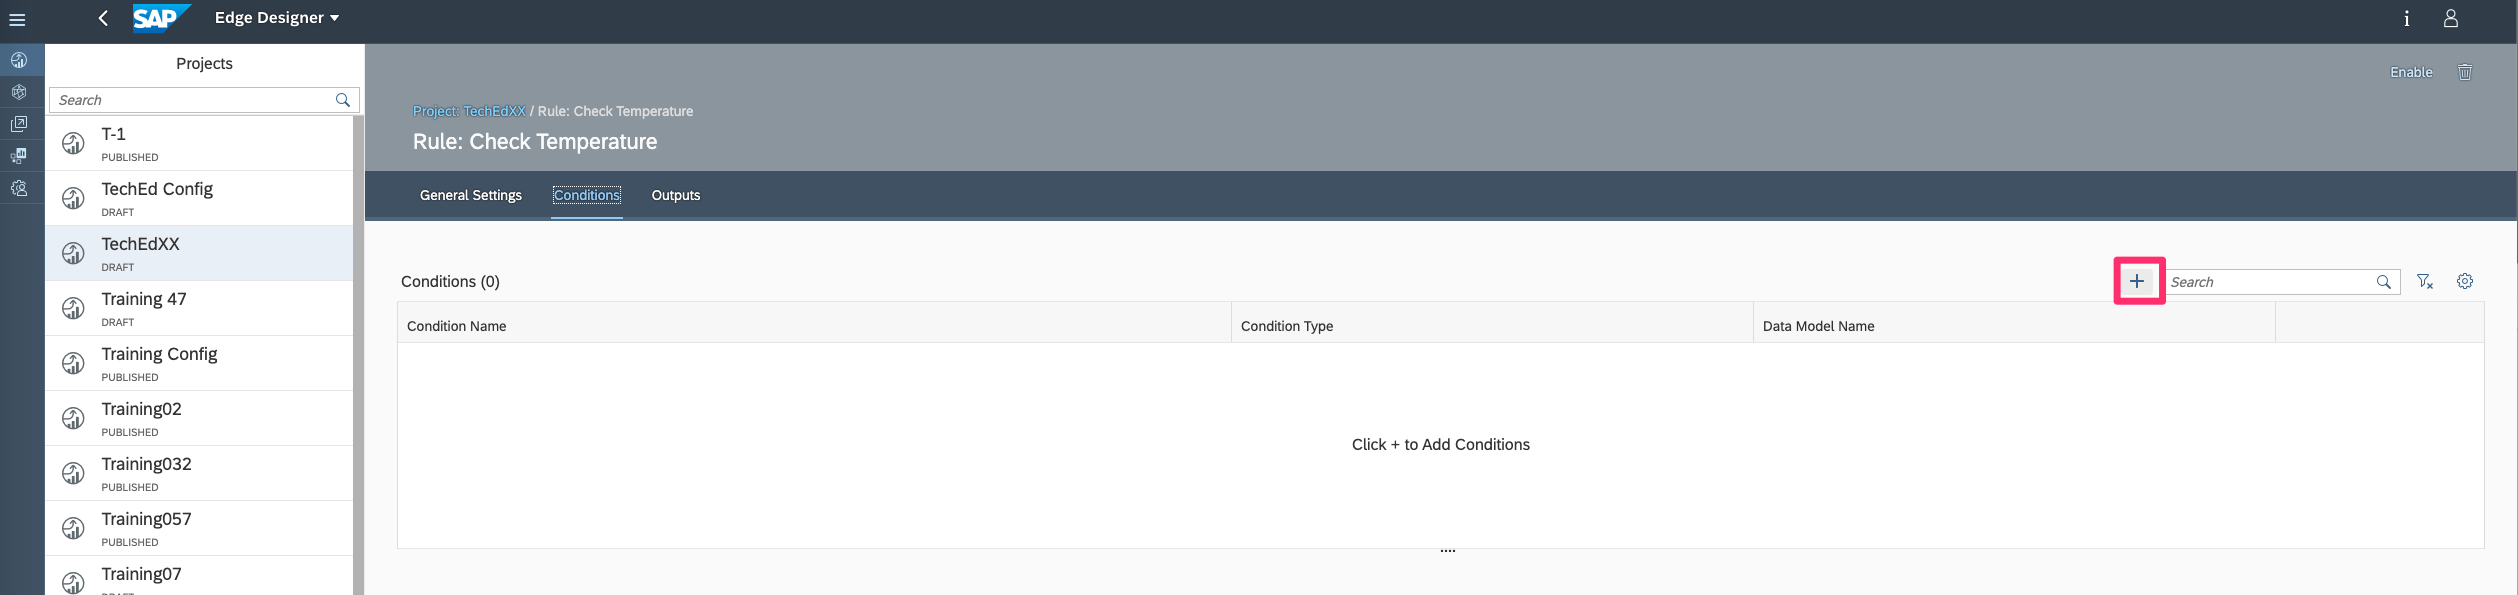 SAP
Edge Designer
i
Projects
Search
T-1
PUBLISHED
TechEd Config
DRAFT
TechEdXX
DRAFT
Training 47
DRAFT
Training Config
PUBLISHED
Training02
PUBLISHED
Training032
PUBLISHED
Training057
PUBLISHED
Training07
DRAFT
Enable
Project: TechEdXX / Rule: Check Temperature
Rule: Check Temperature
General Settings Conditions Outputs
Conditions (0)
+ Search
Condition Name Condition Type Data Model Name
Click + to Add Conditions
....